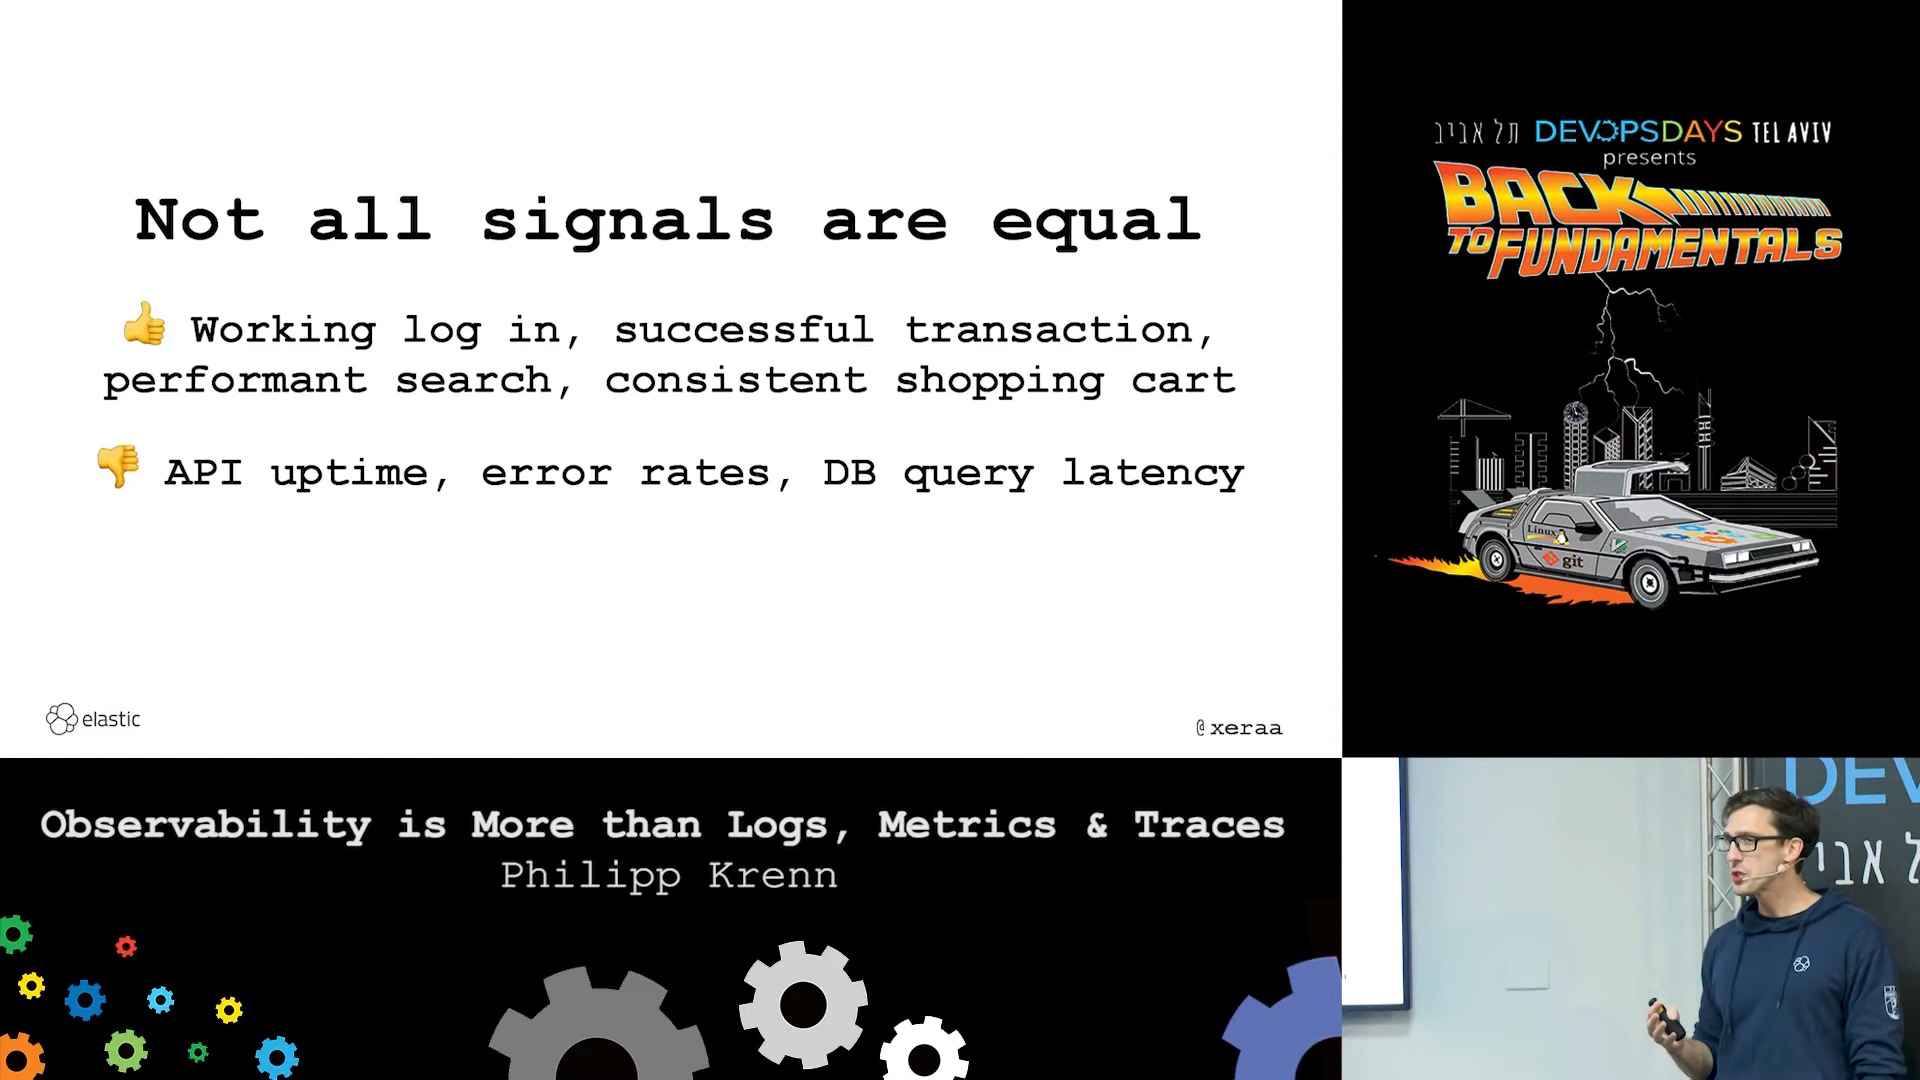 Not all signals are equal
👍 Working log in, successful transaction,
performant search, consistent shopping cart
👎 API uptime, error rates, DB query latency
elastic
@xeraa
תל אביב DEVOPSDAYS TEL AVIV
presents
BACK
TO FUNDAMENTALS
Linux
git
Observability is More than Logs, Metrics & Traces
Philipp Krenn
DEV